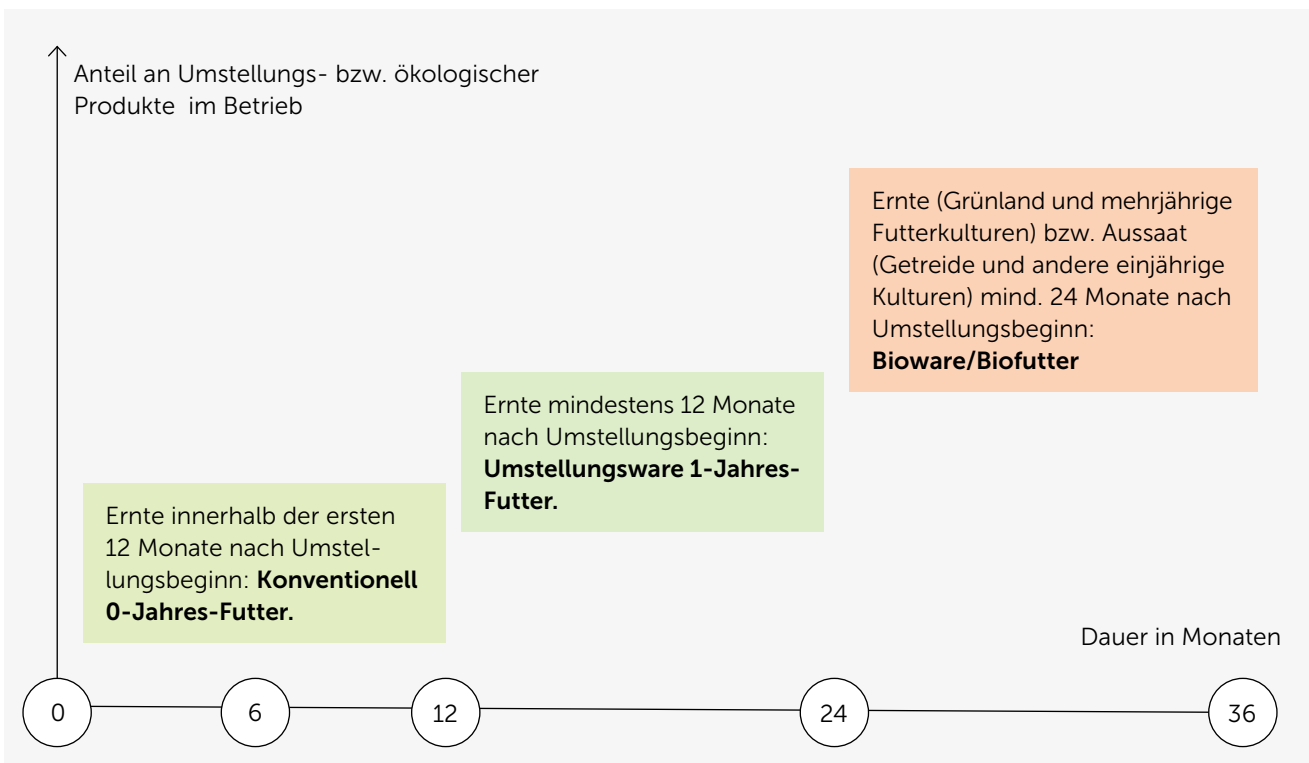 Anteil an Umstellungs- bzw. ökologischer
Produkte im Betrieb
Ernte (Grünland und mehrjährige
Futterkulturen) bzw. Aussaat
(Getreide und andere einjährige
Kulturen) mind. 24 Monate nach
Umstellungsbeginn:
Bioware/Biofutter
Ernte mindestens 12 Monate
nach Umstellungsbeginn:
Umstellungsware 1-Jahres-
Futter.
Ernte innerhalb der ersten
12 Monate nach Umstel-
lungsbeginn: Konventionell
0-Jahres-Futter.
Dauer in Monaten
0
6
12
24
36